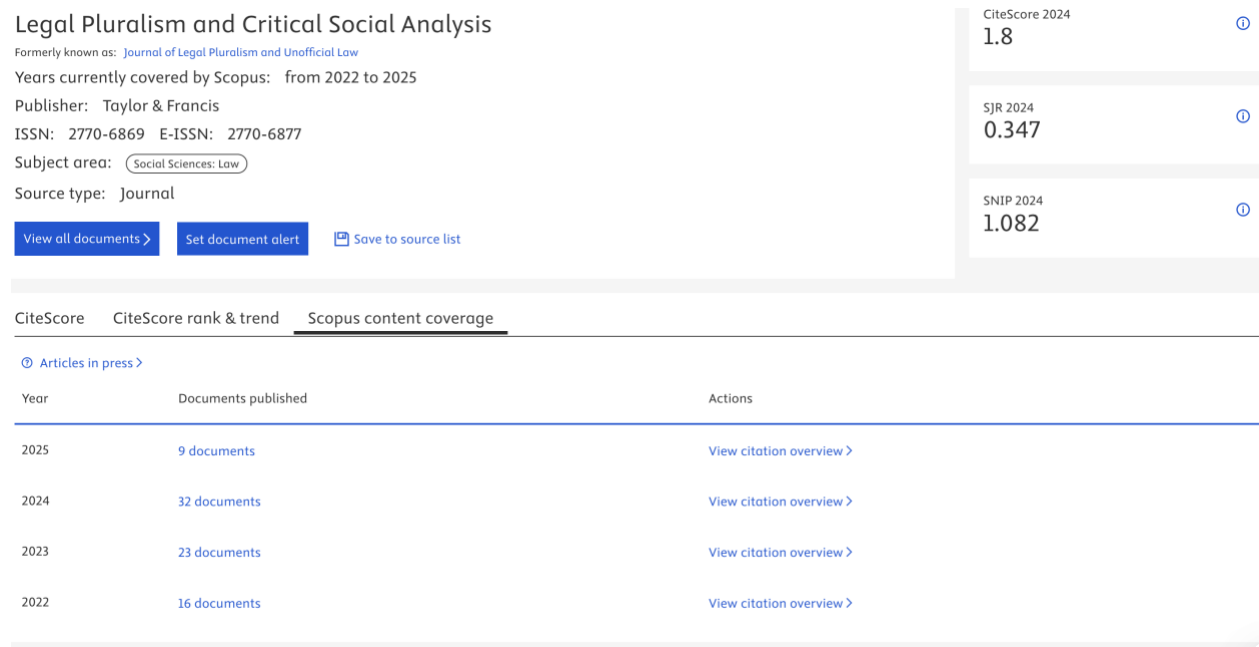 Legal Pluralism and Critical Social Analysis
Formerly known as: Journal of Legal Pluralism and Unofficial Law
Years currently covered by Scopus: from 2022 to 2025
Publisher: Taylor & Francis
ISSN: 2770-6869 E-ISSN: 2770-6877
Subject area: Social Sciences: Law
Source type: Journal
View all documents > Set document alert Save to source list
CiteScore 2024
1.8
SJR 2024
0.347
SNIP 2024
1.082
CiteScore CiteScore rank & trend Scopus content coverage
Articles in press >
Year Documents published Actions
2025 9 documents View citation overview >
2024 32 documents View citation overview >
2023 23 documents View citation overview >
2022 16 documents View citation overview >